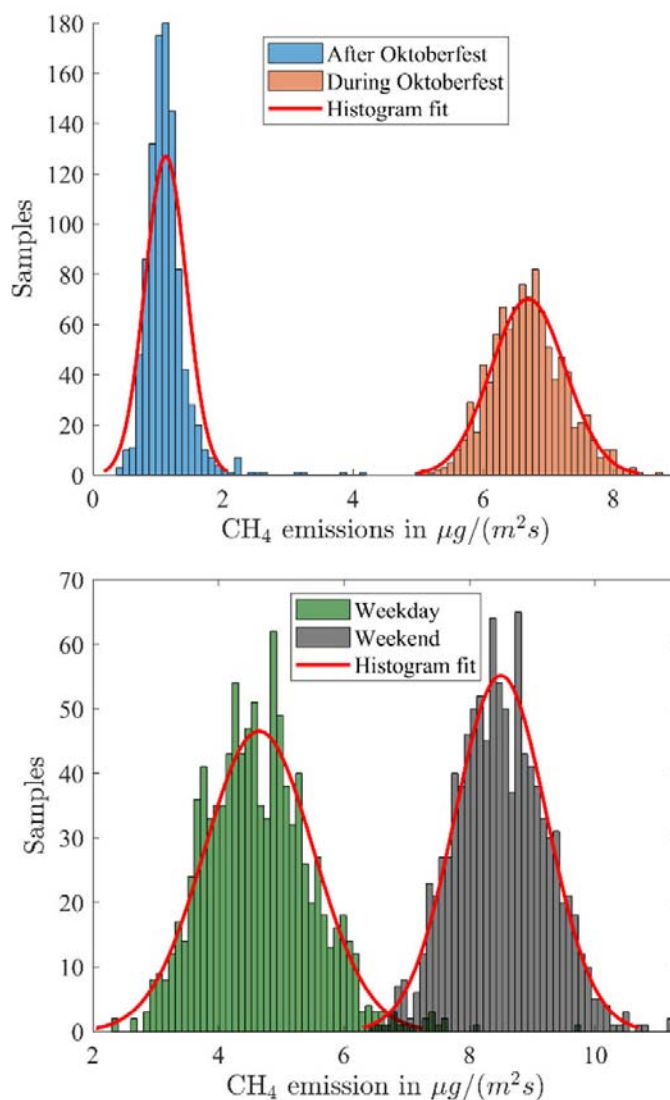 180
160
140
120
100
80
60
40
20
0
Samples
After Oktoberfest
During Oktoberfest
Histogram fit
0 2 4 6 8
CH₄ emissions in μg/(m²s)
70
60
50
40
30
20
10
0
Samples
Weekday
Weekend
Histogram fit
2 4 6 8 10
CH₄ emission in μg/(m²s)